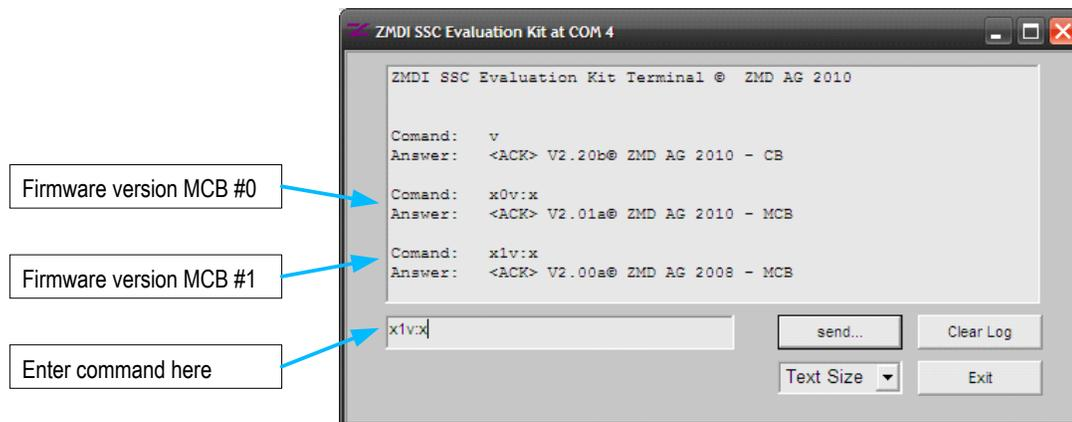 ZMDI SSC Evaluation Kit at COM 4
ZMDI SSC Evaluation Kit Terminal © ZMD AG 2010
Comand: v
Answer: <ACK> V2.20b© ZMD AG 2010 - CB
Firmware version MCB #0
Comand: x0v:x
Answer: <ACK> V2.01a© ZMD AG 2010 - MCB
Firmware version MCB #1
Comand: x1v:x
Answer: <ACK> V2.00a© ZMD AG 2008 - MCB
x1v:x
send...
Clear Log
Enter command here
Text Size
Exit